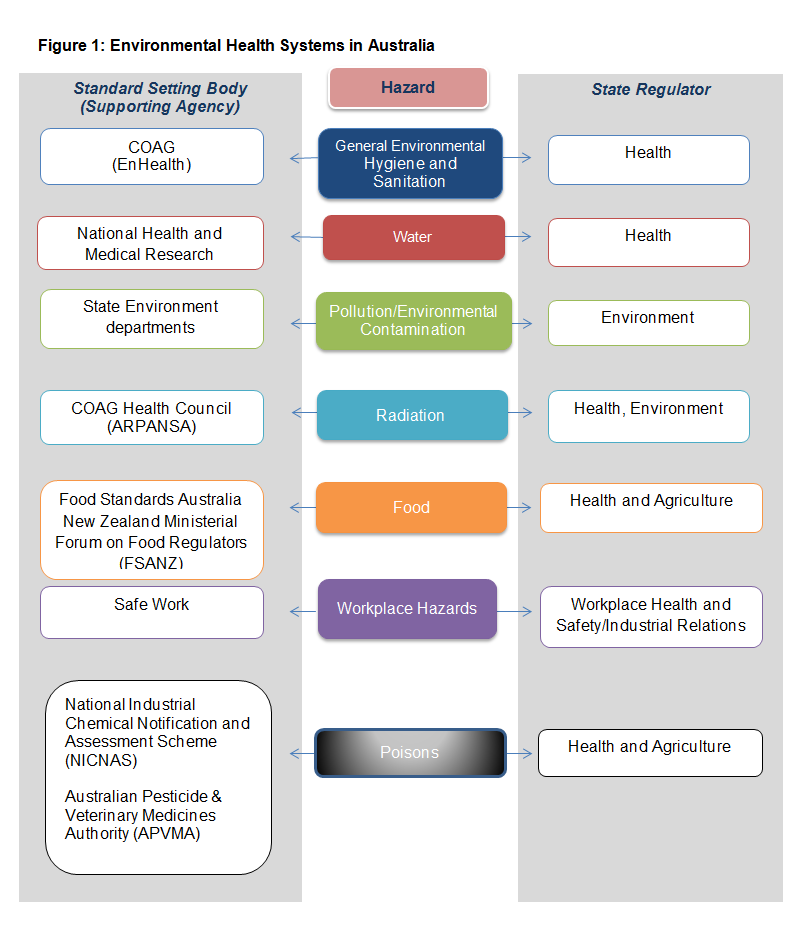 Figure 1: Environmental Health Systems in Australia
Standard Setting Body
(Supporting Agency)
Hazard
State Regulator
COAG
(EnHealth)
General Environmental
Hygiene and
Sanitation
Health
National Health and
Medical Research
Water
Health
State Environment
departments
Pollution/Environmental
Contamination
Environment
COAG Health Council
(ARPANSA)
Radiation
Health, Environment
Food Standards Australia
New Zealand Ministerial
Forum on Food Regulators
(FSANZ)
Food
Health and Agriculture
Safe Work
Workplace Hazards
Workplace Health and
Safety/Industrial Relations
National Industrial
Chemical Notification and
Assessment Scheme
(NICNAS)
Australian Pesticide &
Veterinary Medicines
Authority (APVMA)
Poisons
Health and Agriculture